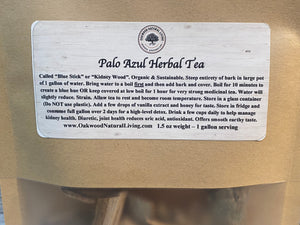 Palo Azul Herbal Tea
Called "Blue Stick" or "Kidney Wood". Organic & Sustainable. Steep entirety of bark in large pot
of 1 gallon of water. Bring water to a boil first and then add bark and cover. Boil for 10 minutes to
create a blue hue OR keep covered at low boil for 1 hour for very strong medicinal tea. Water will
slightly reduce. Strain. Allow tea to rest and become room temperature. Store in a glass container
(Do NOT use plastic). Add a few drops of vanilla extract and honey for taste. Store in fridge and
consume full gallon over 2 days for a high-level detox. Drink a few cups daily to help manage
kidney health. Diuretic, joint health reduces uric acid, antioxidant. Offers smooth earthy taste.
www.OakwoodNaturalLiving.com 1.5 oz weight – 1 gallon serving